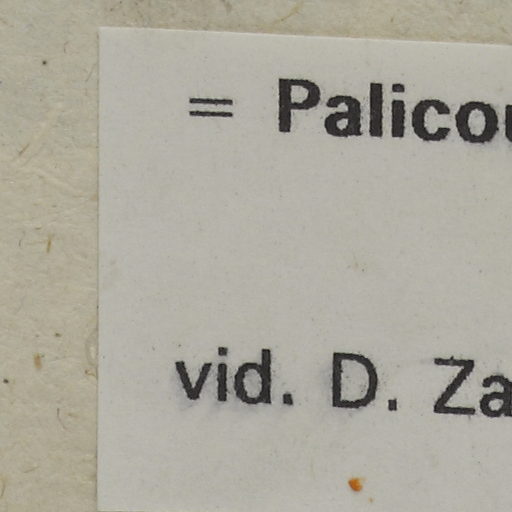 = Palicou
vid. D. Za